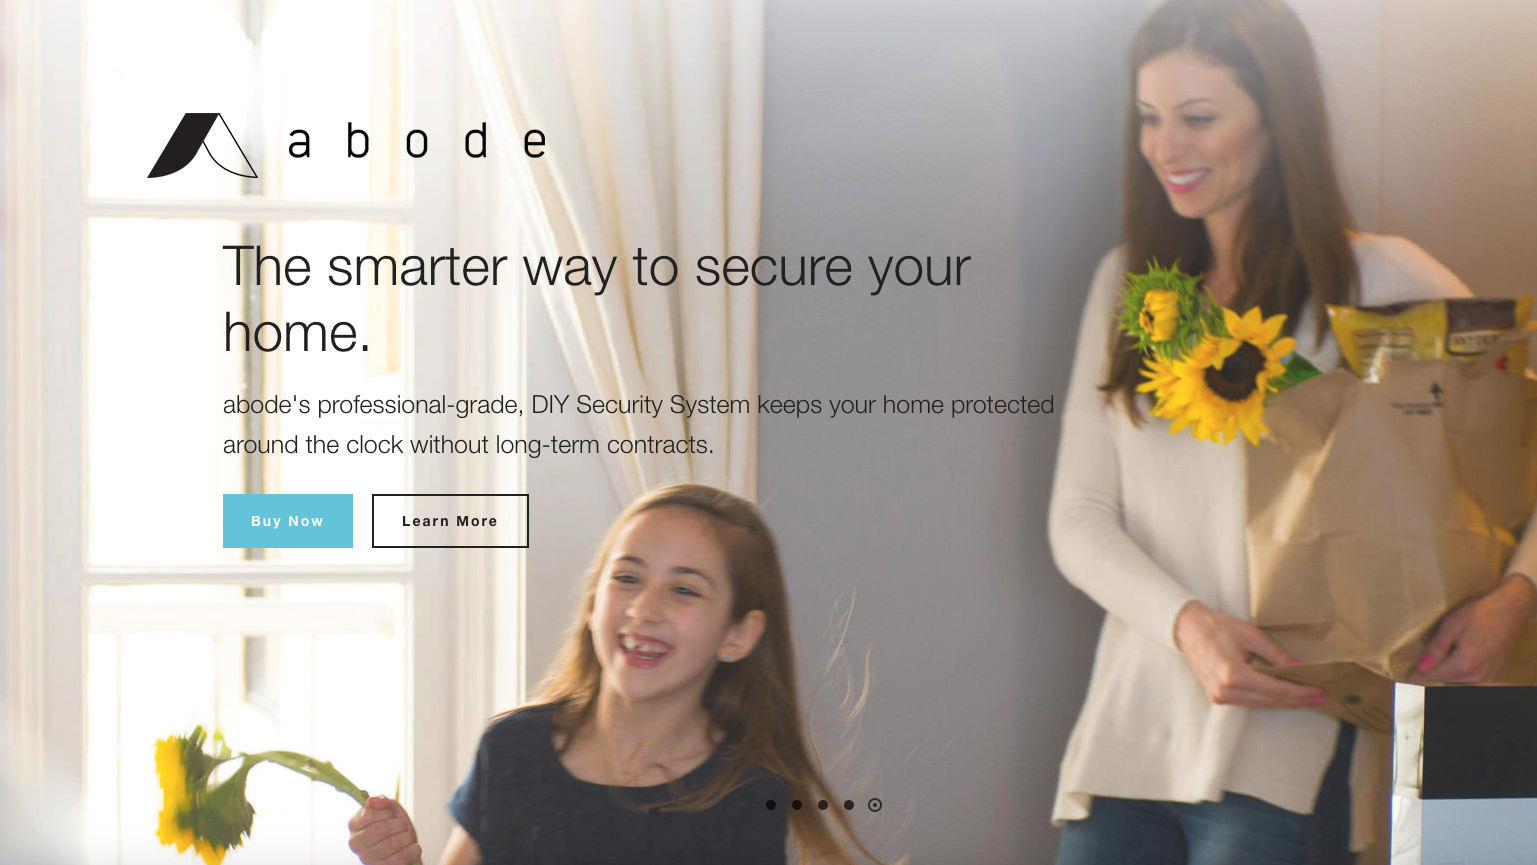 abode
The smarter way to secure your
home.
abode's professional-grade, DIY Security System keeps your home protected
around the clock without long-term contracts.
Buy Now
Learn More